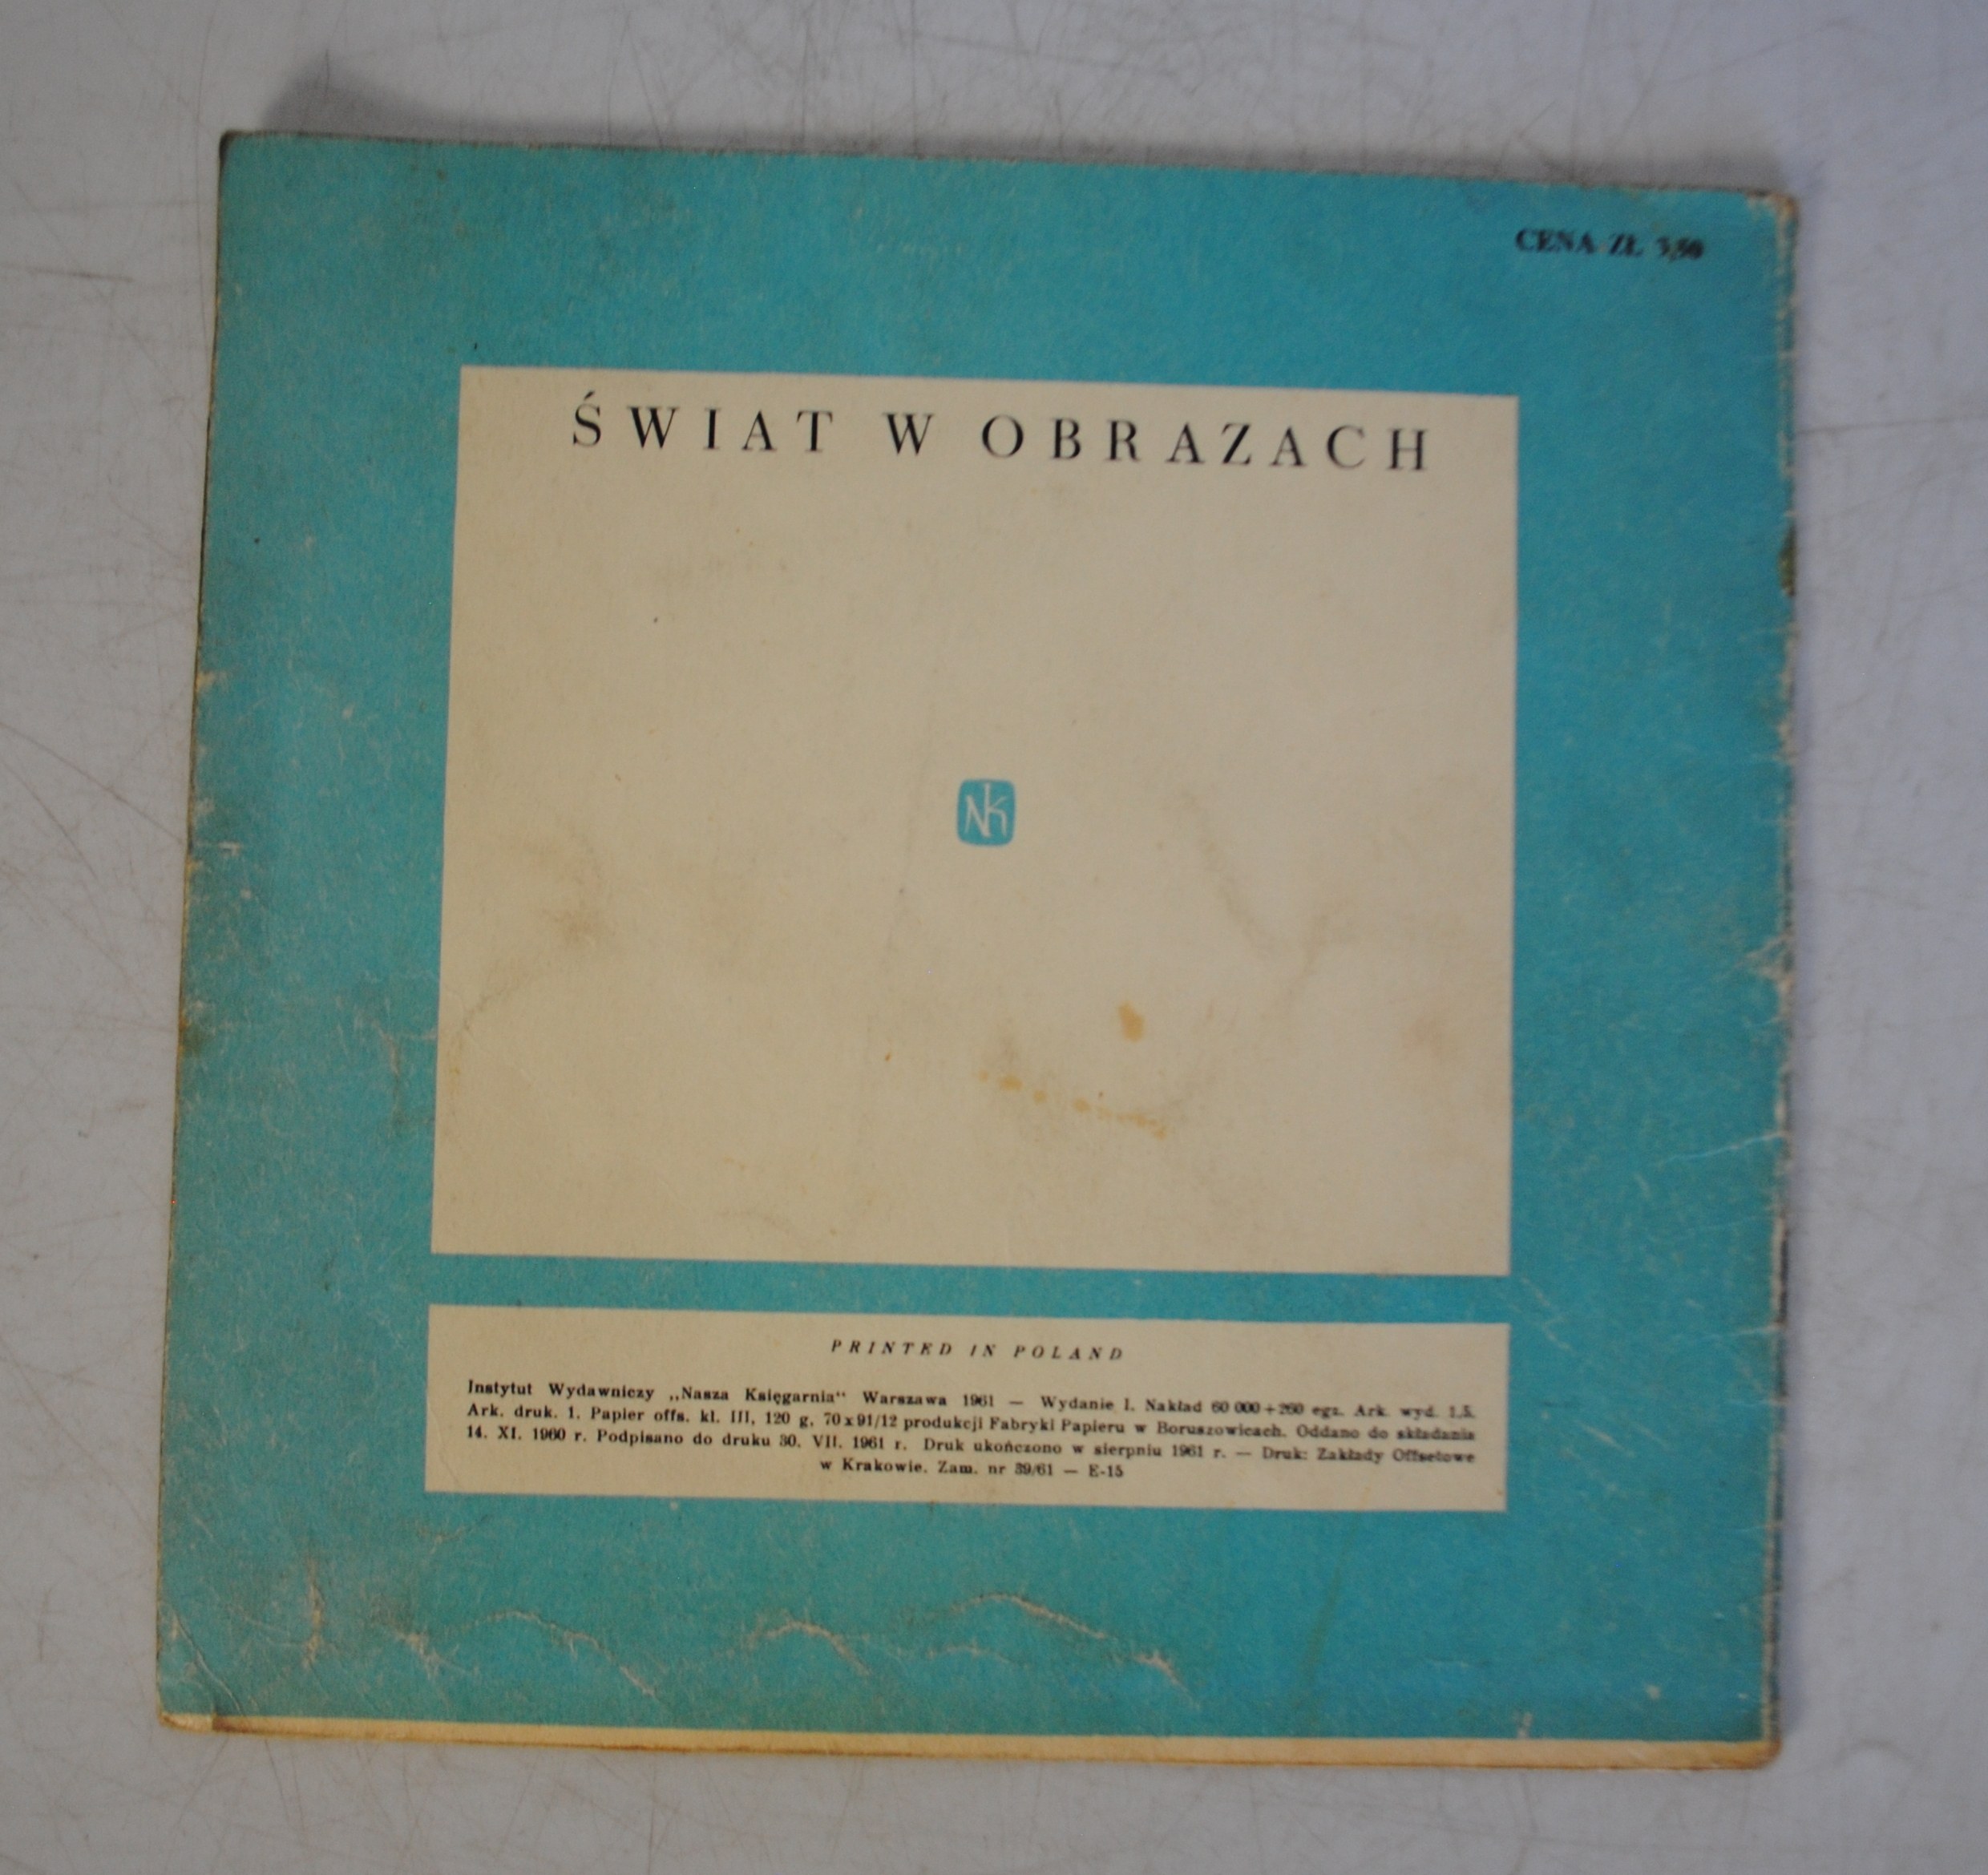 CENA ZŁ
ŚWIAT W OBRAZACH
NK
PRINTED IN POLAND
Instytut Wydawniczy „Nasza Księgarnia“ Warszawa 1961 — Wydanie I. Nakład 60 000+260 egz. Ark. wyd. 1,5.
Ark. druk. 1. Papier offs. kl. III, 120 g, 70x91/12 produkcji Fabryki Papieru w Boruszowicach. Oddano do składania
14. XI. 1960 r. Podpisano do druku 30. VII. 1961 r. Druk ukończono w sierpniu 1961 r. — Druk: Zakłady Offsetowe
w Krakowie. Zam. nr 39/61 — E-15